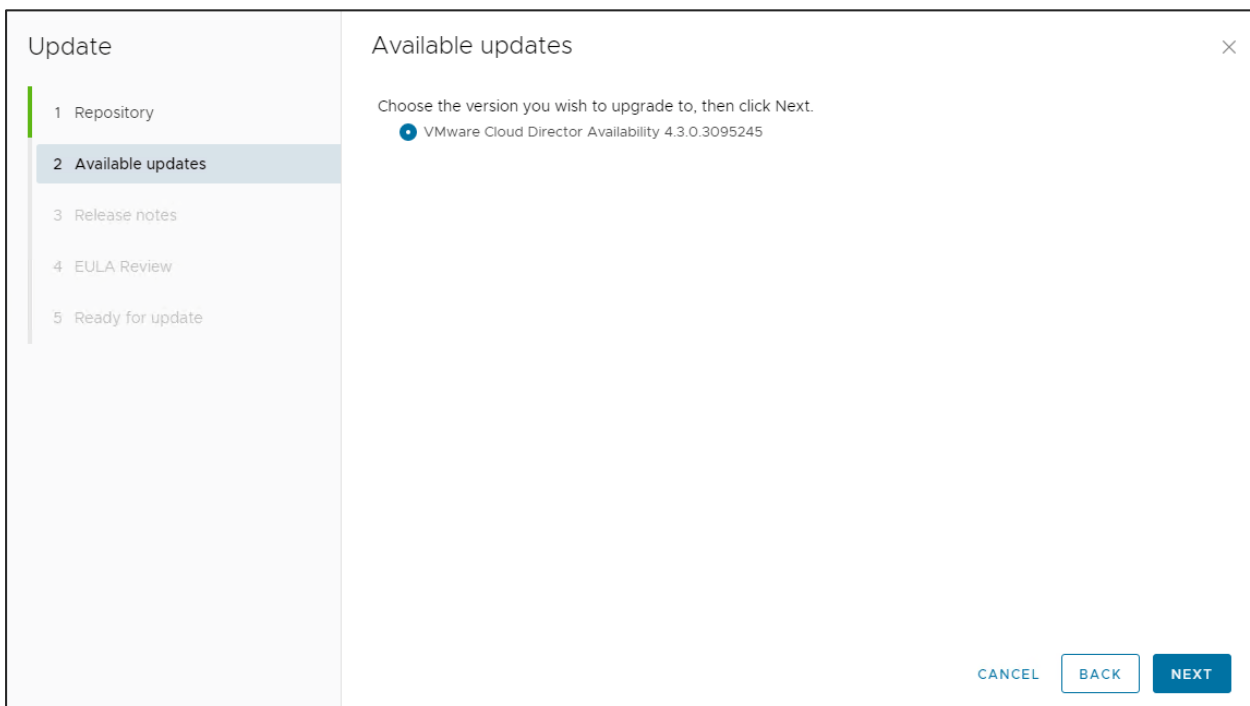 Update
1 Repository
2 Available updates
3 Release notes
4 EULA Review
5 Ready for update
Available updates
Choose the version you wish to upgrade to, then click Next.
VMware Cloud Director Availability 4.3.0.3095245
CANCEL BACK NEXT